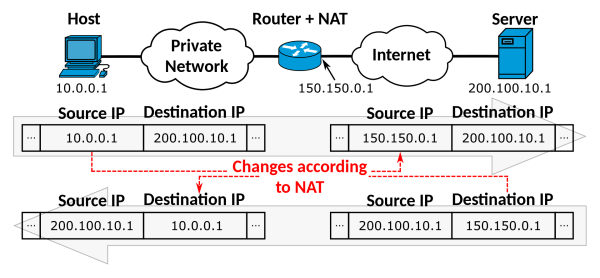 Host
Router + NAT
Server
Private
Network
Internet
10.0.0.1
150.150.0.1
200.100.10.1
Source IP Destination IP
Source IP Destination IP
... 10.0.0.1 200.100.10.1 ...
... 150.150.0.1 200.100.10.1 ...
Changes according
to NAT
Source IP Destination IP
Source IP Destination IP
... 200.100.10.1 10.0.0.1 ...
... 200.100.10.1 150.150.0.1 ...